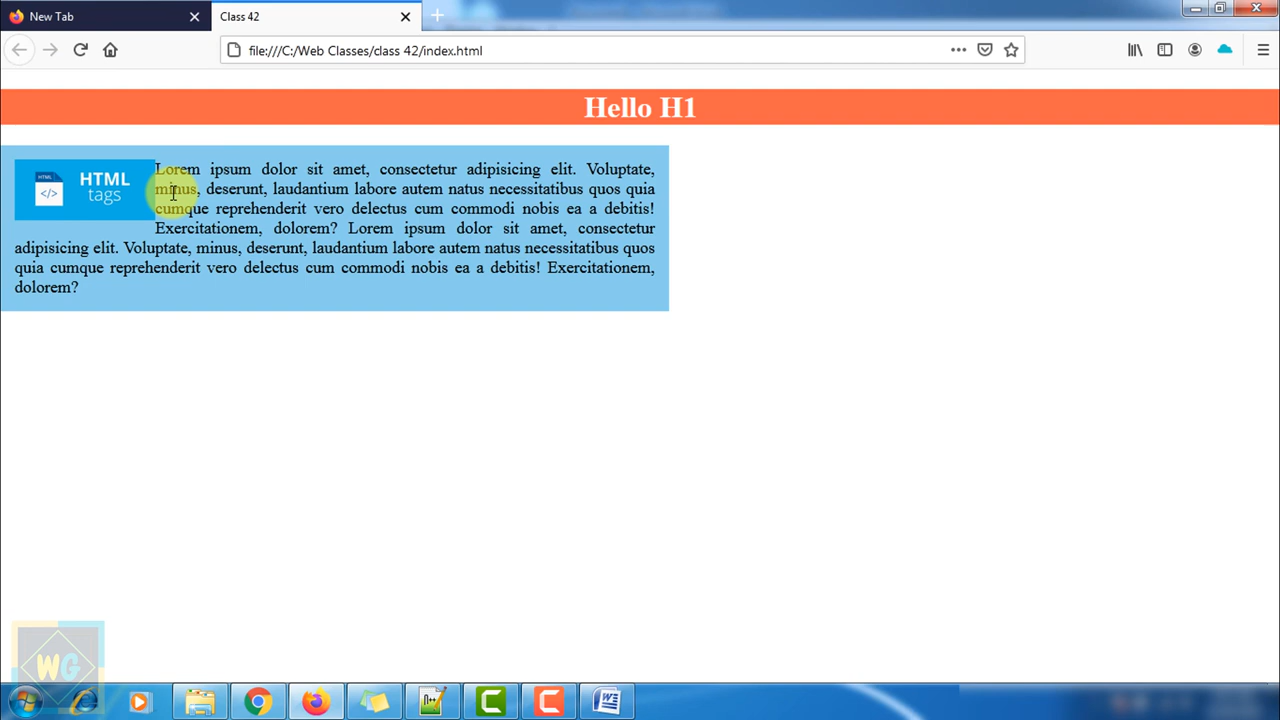 New Tab
Class 42
file:///C:/Web Classes/class 42/index.html
Hello H1
HTML
HTML
tags
Lorem ipsum dolor sit amet, consectetur adipisicing elit. Voluptate,
minus, deserunt, laudantium labore autem natus necessitatibus quos quia
cumque reprehenderit vero delectus cum commodi nobis ea a debitis!
Exercitationem, dolorem? Lorem ipsum dolor sit amet, consectetur
adipisicing elit. Voluptate, minus, deserunt, laudantium labore autem natus necessitatibus quos
quia cumque reprehenderit vero delectus cum commodi nobis ea a debitis! Exercitationem,
dolorem?
WG